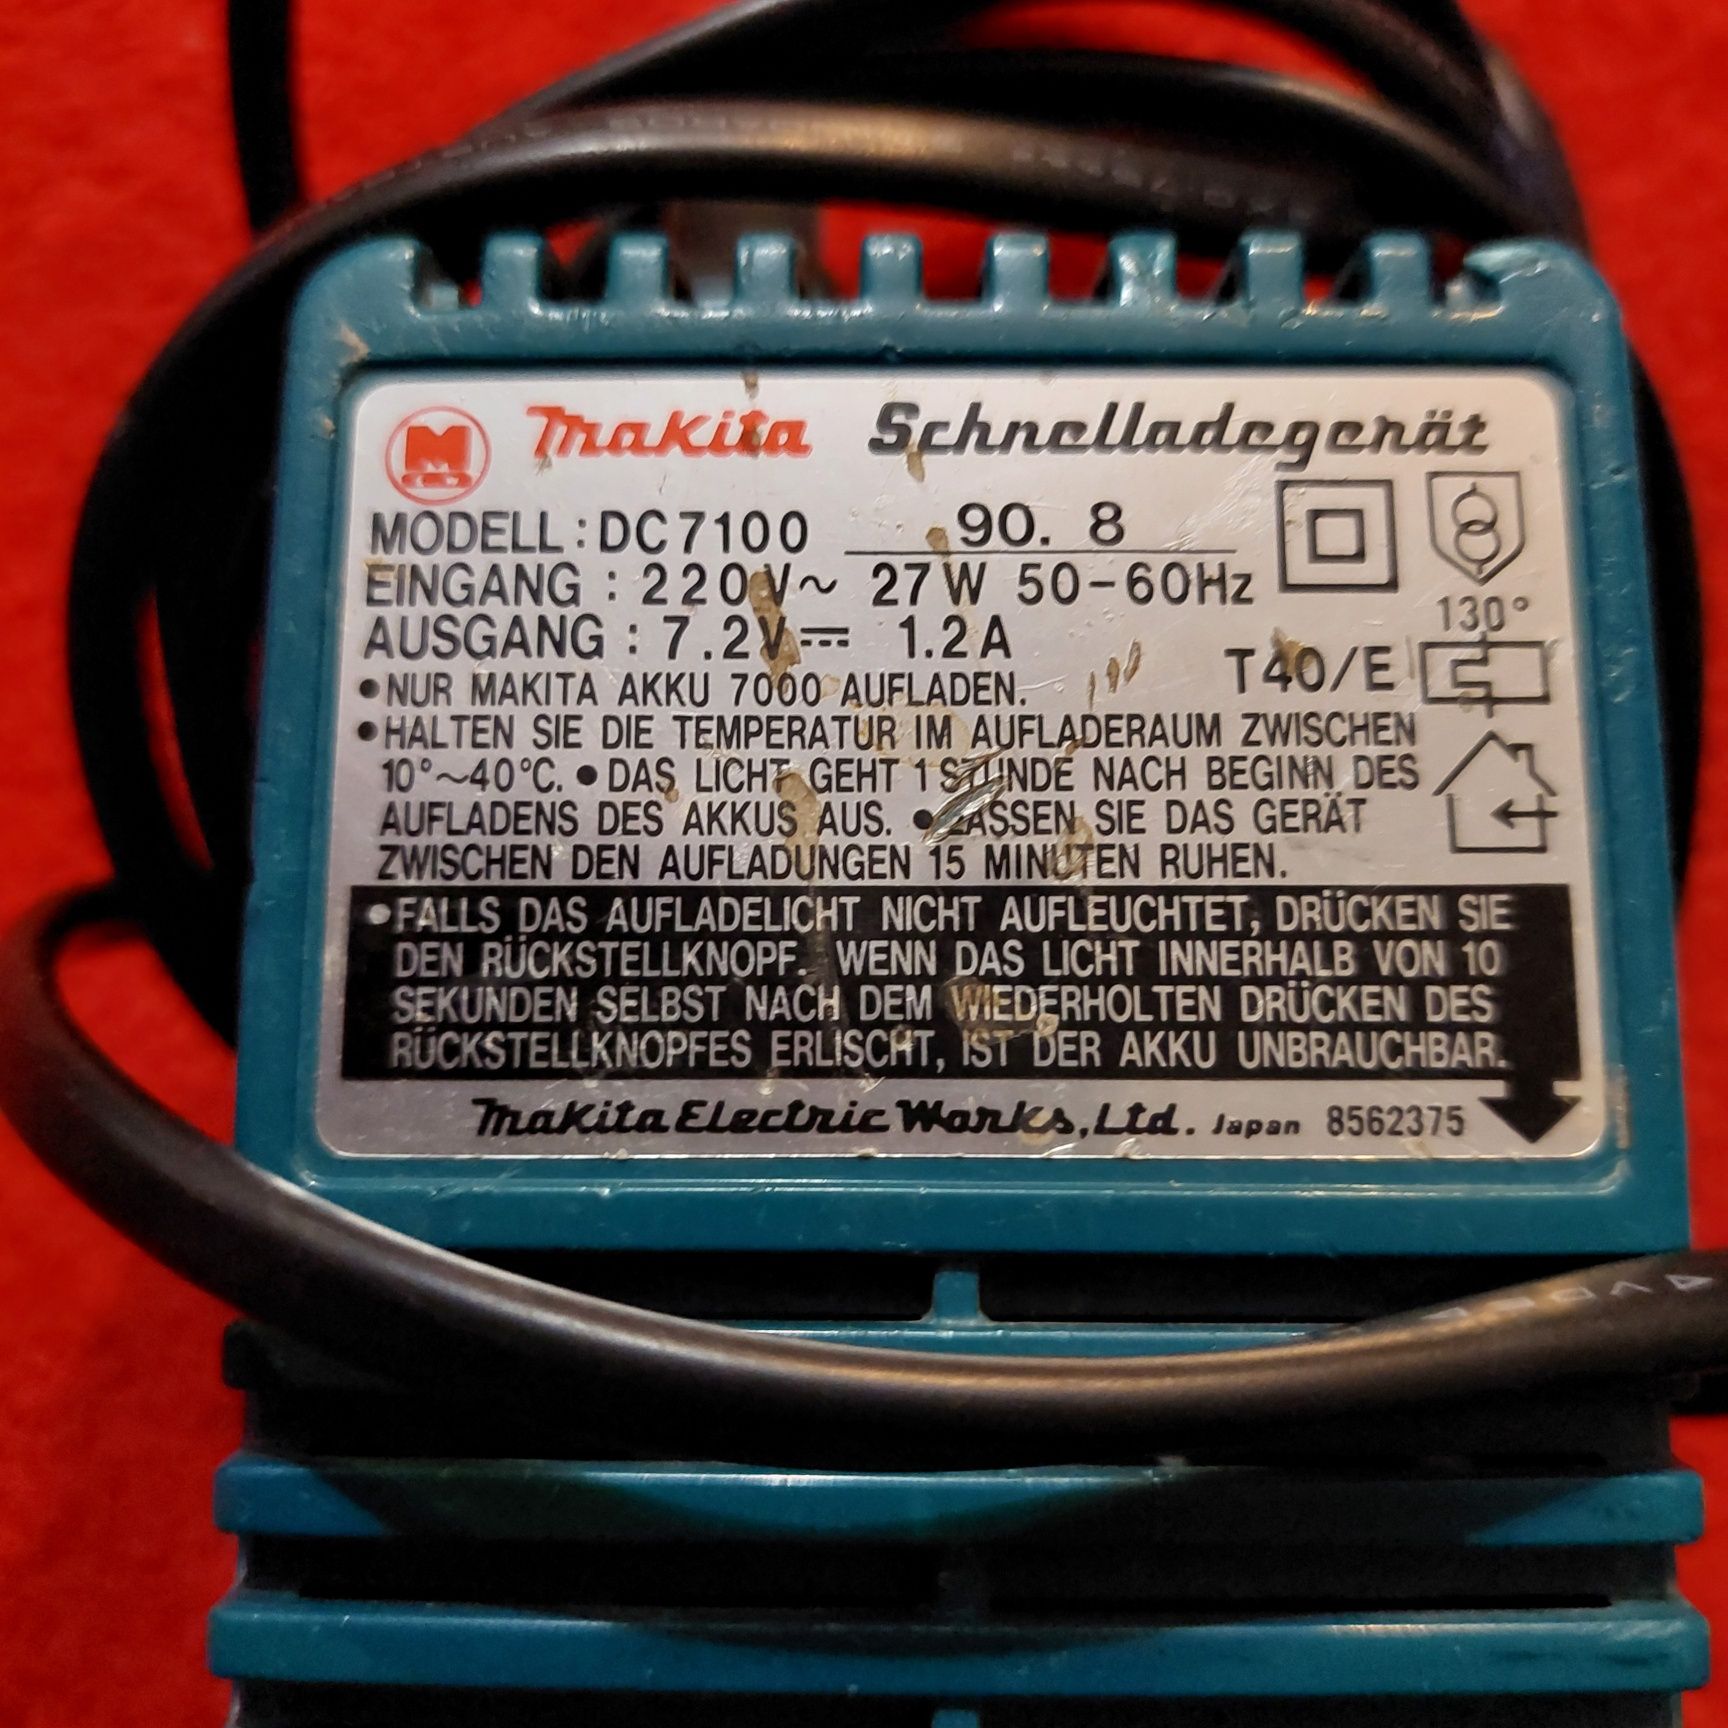 M
Makita Schnelladegerät
MODELL : DC7100 90. 8
EINGANG : 220V~ 27W 50-60Hz
130°
AUSGANG : 7.2V⎓ 1.2A
T40/E
•NUR MAKITA AKKU 7000 AUFLADEN.
•HALTEN SIE DIE TEMPERATUR IM AUFLADERAUM ZWISCHEN
10°~40°C. •DAS LICHT GEHT 1 STUNDE NACH BEGINN DES
AUFLADENS DES AKKUS AUS. •LASSEN SIE DAS GERÄT
ZWISCHEN DEN AUFLADUNGEN 15 MINUTEN RUHEN.
•FALLS DAS AUFLADELICHT NICHT AUFLEUCHTET, DRÜCKEN SIE
DEN RÜCKSTELLKNOPF. WENN DAS LICHT INNERHALB VON 10
SEKUNDEN SELBST NACH DEM WIEDERHOLTEN DRÜCKEN DES
RÜCKSTELLKNOPFES ERLISCHT, IST DER AKKU UNBRAUCHBAR.
Makita Electric Works, Ltd. Japan 8562375